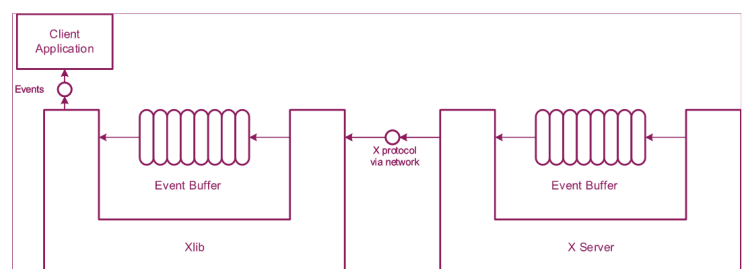 Client
Application
Events
Event Buffer
X protocol
via network
Event Buffer
Xlib
X Server